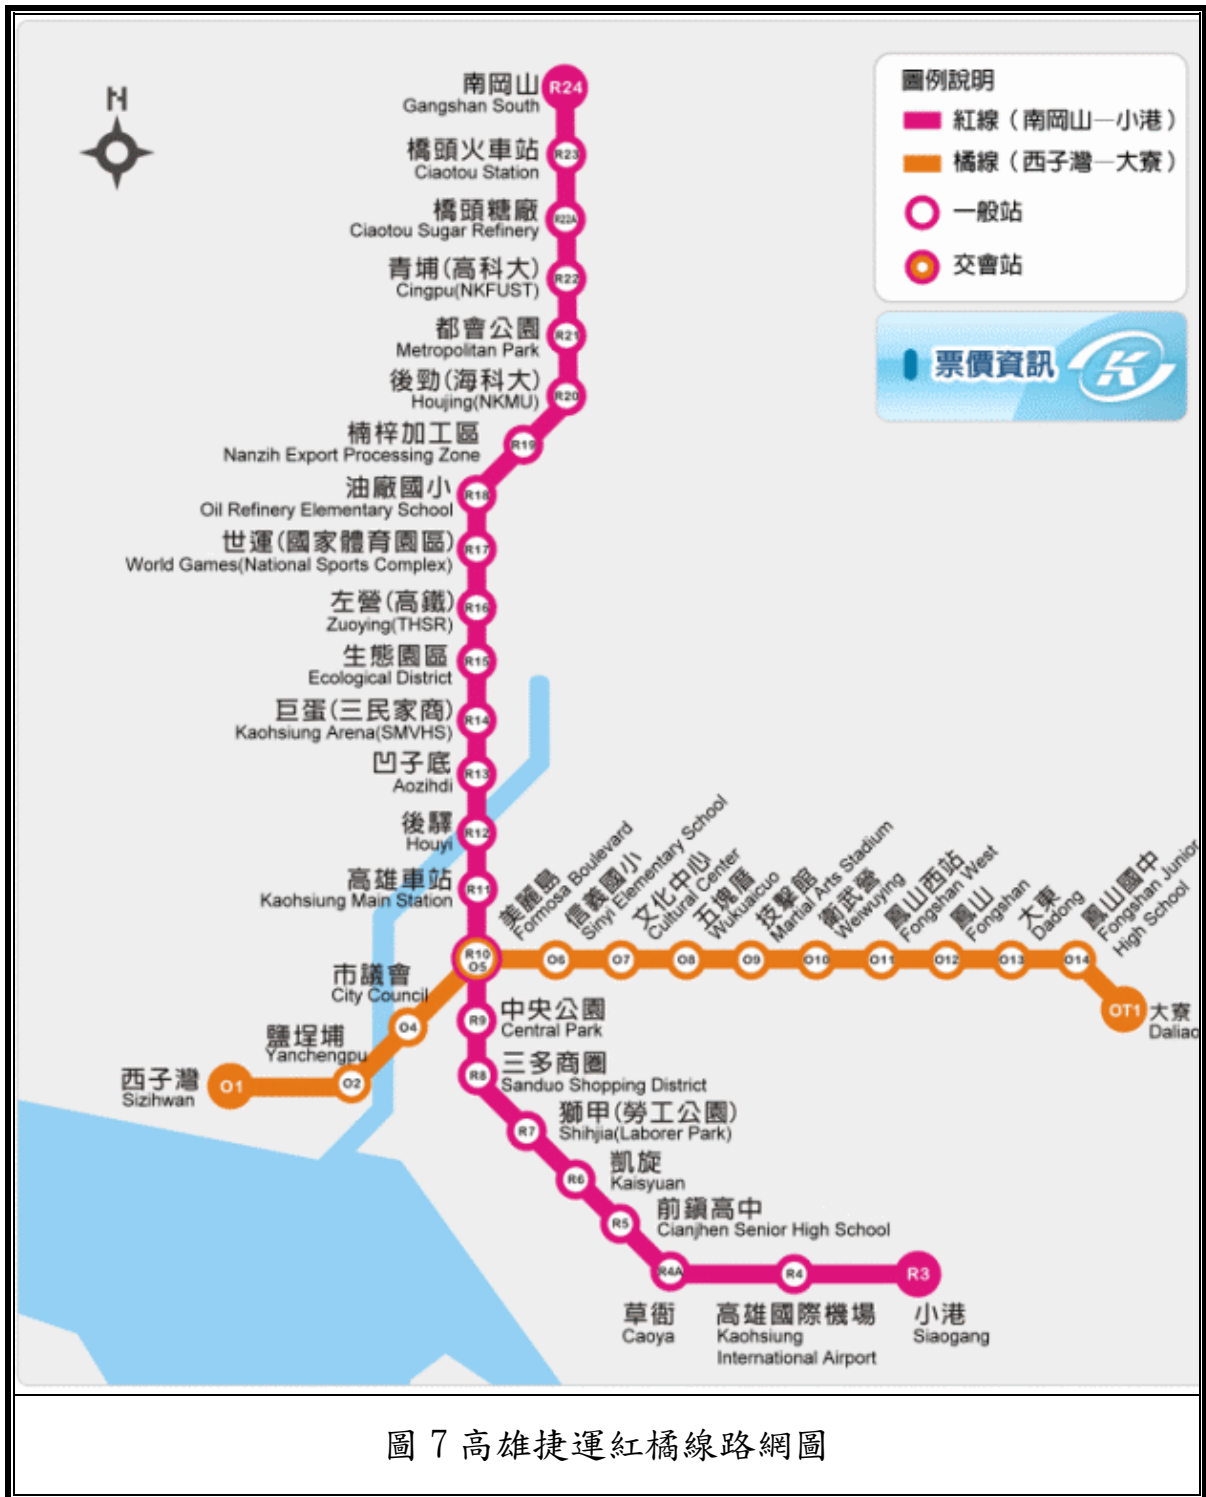 N
南岡山
Gangshan South
R24
橋頭火車站
Ciaotou Station
R23
橋頭糖廠
Ciaotou Sugar Refinery
R22A
青埔(高科大)
Cingpu(NKFUST)
R22
都會公園
Metropolitan Park
R21
後勁(海科大)
Houjing(NKMU)
R20
楠梓加工區
Nanzih Export Processing Zone
R19
油廠國小
Oil Refinery Elementary School
R18
世運(國家體育園區)
World Games(National Sports Complex)
R17
左營(高鐵)
Zuoying(THSR)
R16
生態園區
Ecological District
R15
巨蛋(三民家商)
Kaohsiung Arena(SMVHS)
R14
凹子底
Aozihdi
R13
後驛
Houyi
R12
高雄車站
Kaohsiung Main Station
R11
圖例說明
紅線（南岡山—小港）
橘線（西子灣—大寮）
一般站
交會站
票價資訊
K
美麗島
Formosa Boulevard
R10
O5
信義國小
Sinyi Elementary School
O6
文化中心
Cultural Center
O7
五塊厝
Wukuaicuo
O8
技擊館
Martial Arts Stadium
O9
衛武營
Weiwuying
O10
鳳山西站
Fongshan West
O11
鳳山
Fongshan
O12
大東
Dadong
O13
鳳山國中
Fongshan Junior
High School
O14
OT1
大寮
Daliao
市議會
City Council
O4
鹽埕埔
Yanchengpu
O2
西子灣
Sizihwan
O1
R9
中央公園
Central Park
R8
三多商圈
Sanduo Shopping District
R7
獅甲(勞工公園)
Shihjia(Laborer Park)
R6
凱旋
Kaisyuan
R5
前鎮高中
Cianjhen Senior High School
R4A
草衙
Caoya
R4
高雄國際機場
Kaohsiung
International Airport
R3
小港
Siaogang
圖 7 高雄捷運紅橘線路網圖